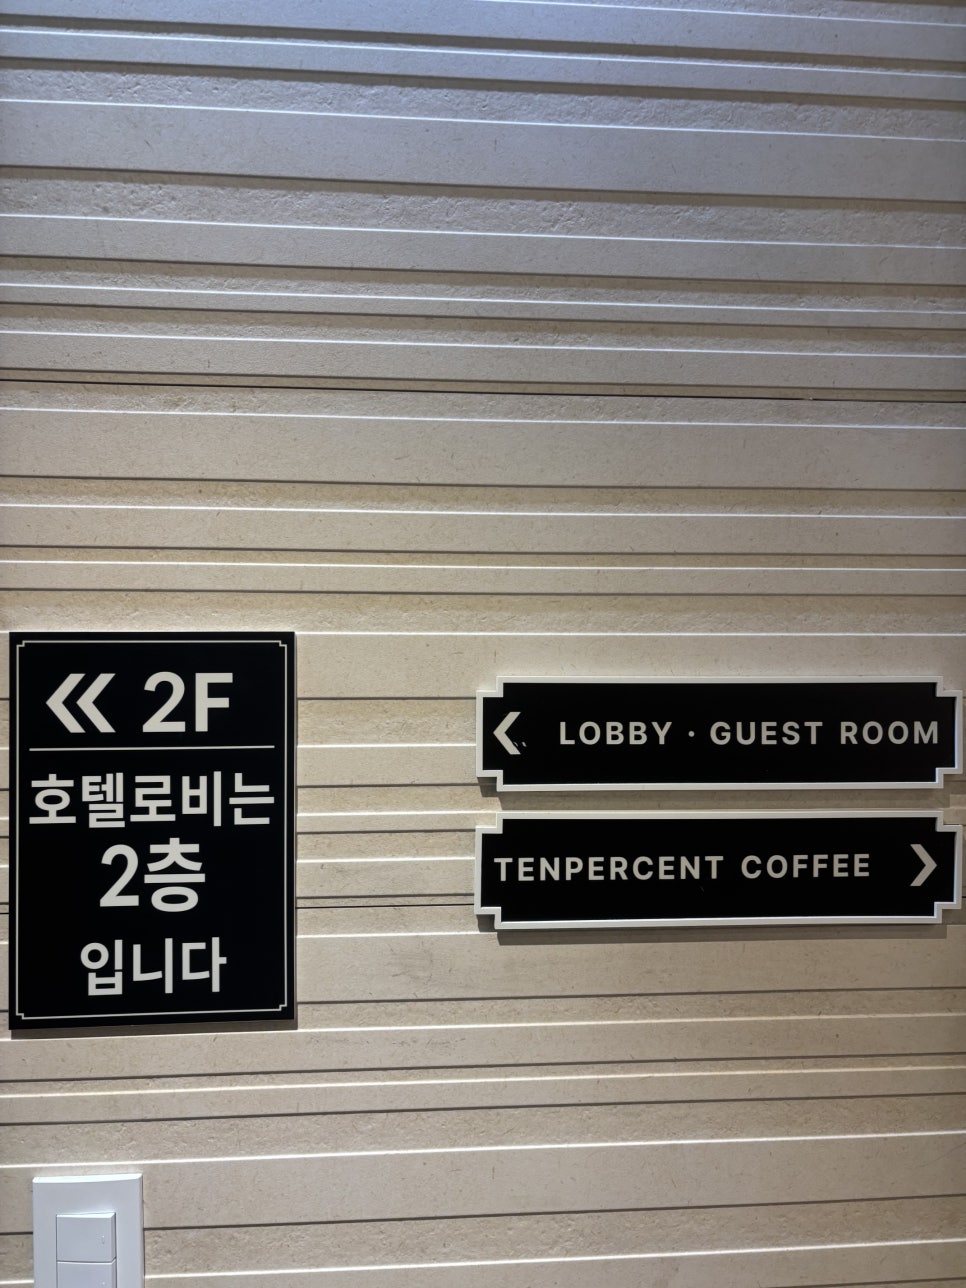 《 2F
호텔로비는
2층
입니다
〈 LOBBY · GUEST ROOM
TENPERCENT COFFEE 〉